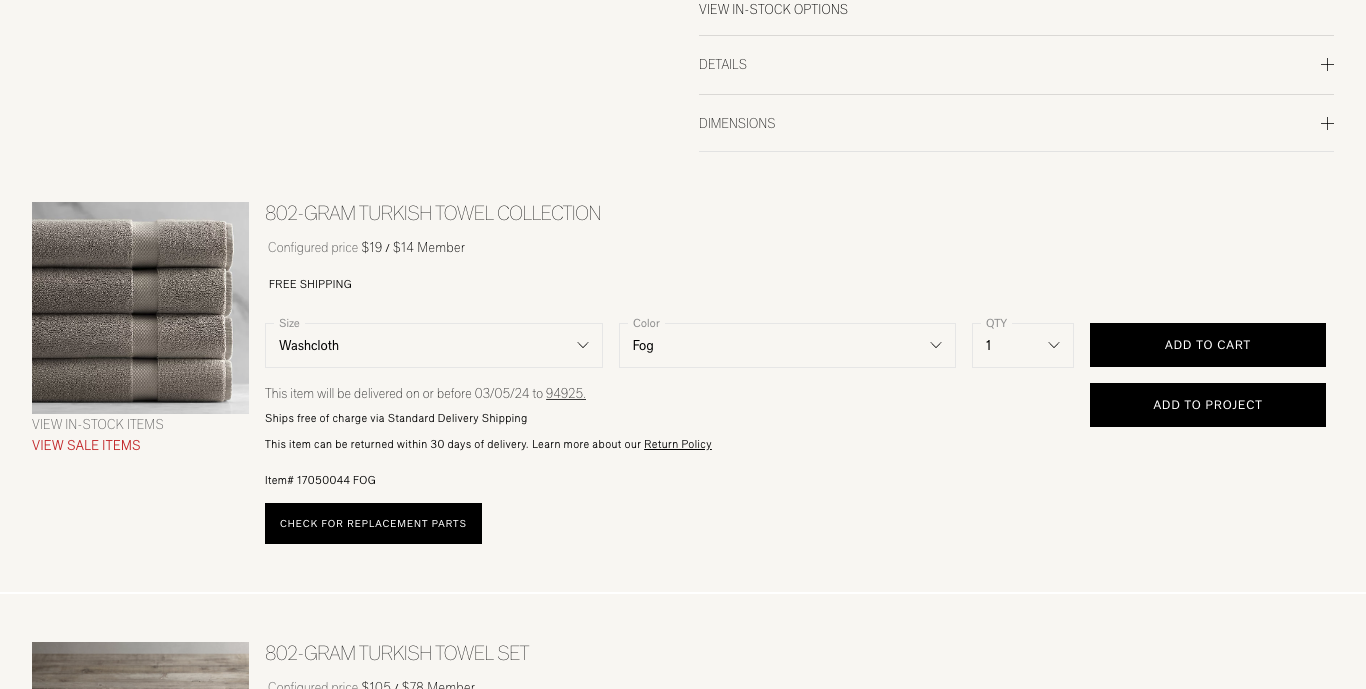 VIEW IN-STOCK OPTIONS
DETAILS
DIMENSIONS
802-GRAM TURKISH TOWEL COLLECTION
Configured price $19 / $14 Member
FREE SHIPPING
Size
Washcloth
Color
Fog
QTY
1
ADD TO CART
ADD TO PROJECT
This item will be delivered on or before 03/05/24 to 94925.
Ships free of charge via Standard Delivery Shipping
This item can be returned within 30 days of delivery. Learn more about our Return Policy
VIEW IN-STOCK ITEMS
VIEW SALE ITEMS
Item# 17050044 FOG
CHECK FOR REPLACEMENT PARTS
802-GRAM TURKISH TOWEL SET
Configured price $105 / $78 Member